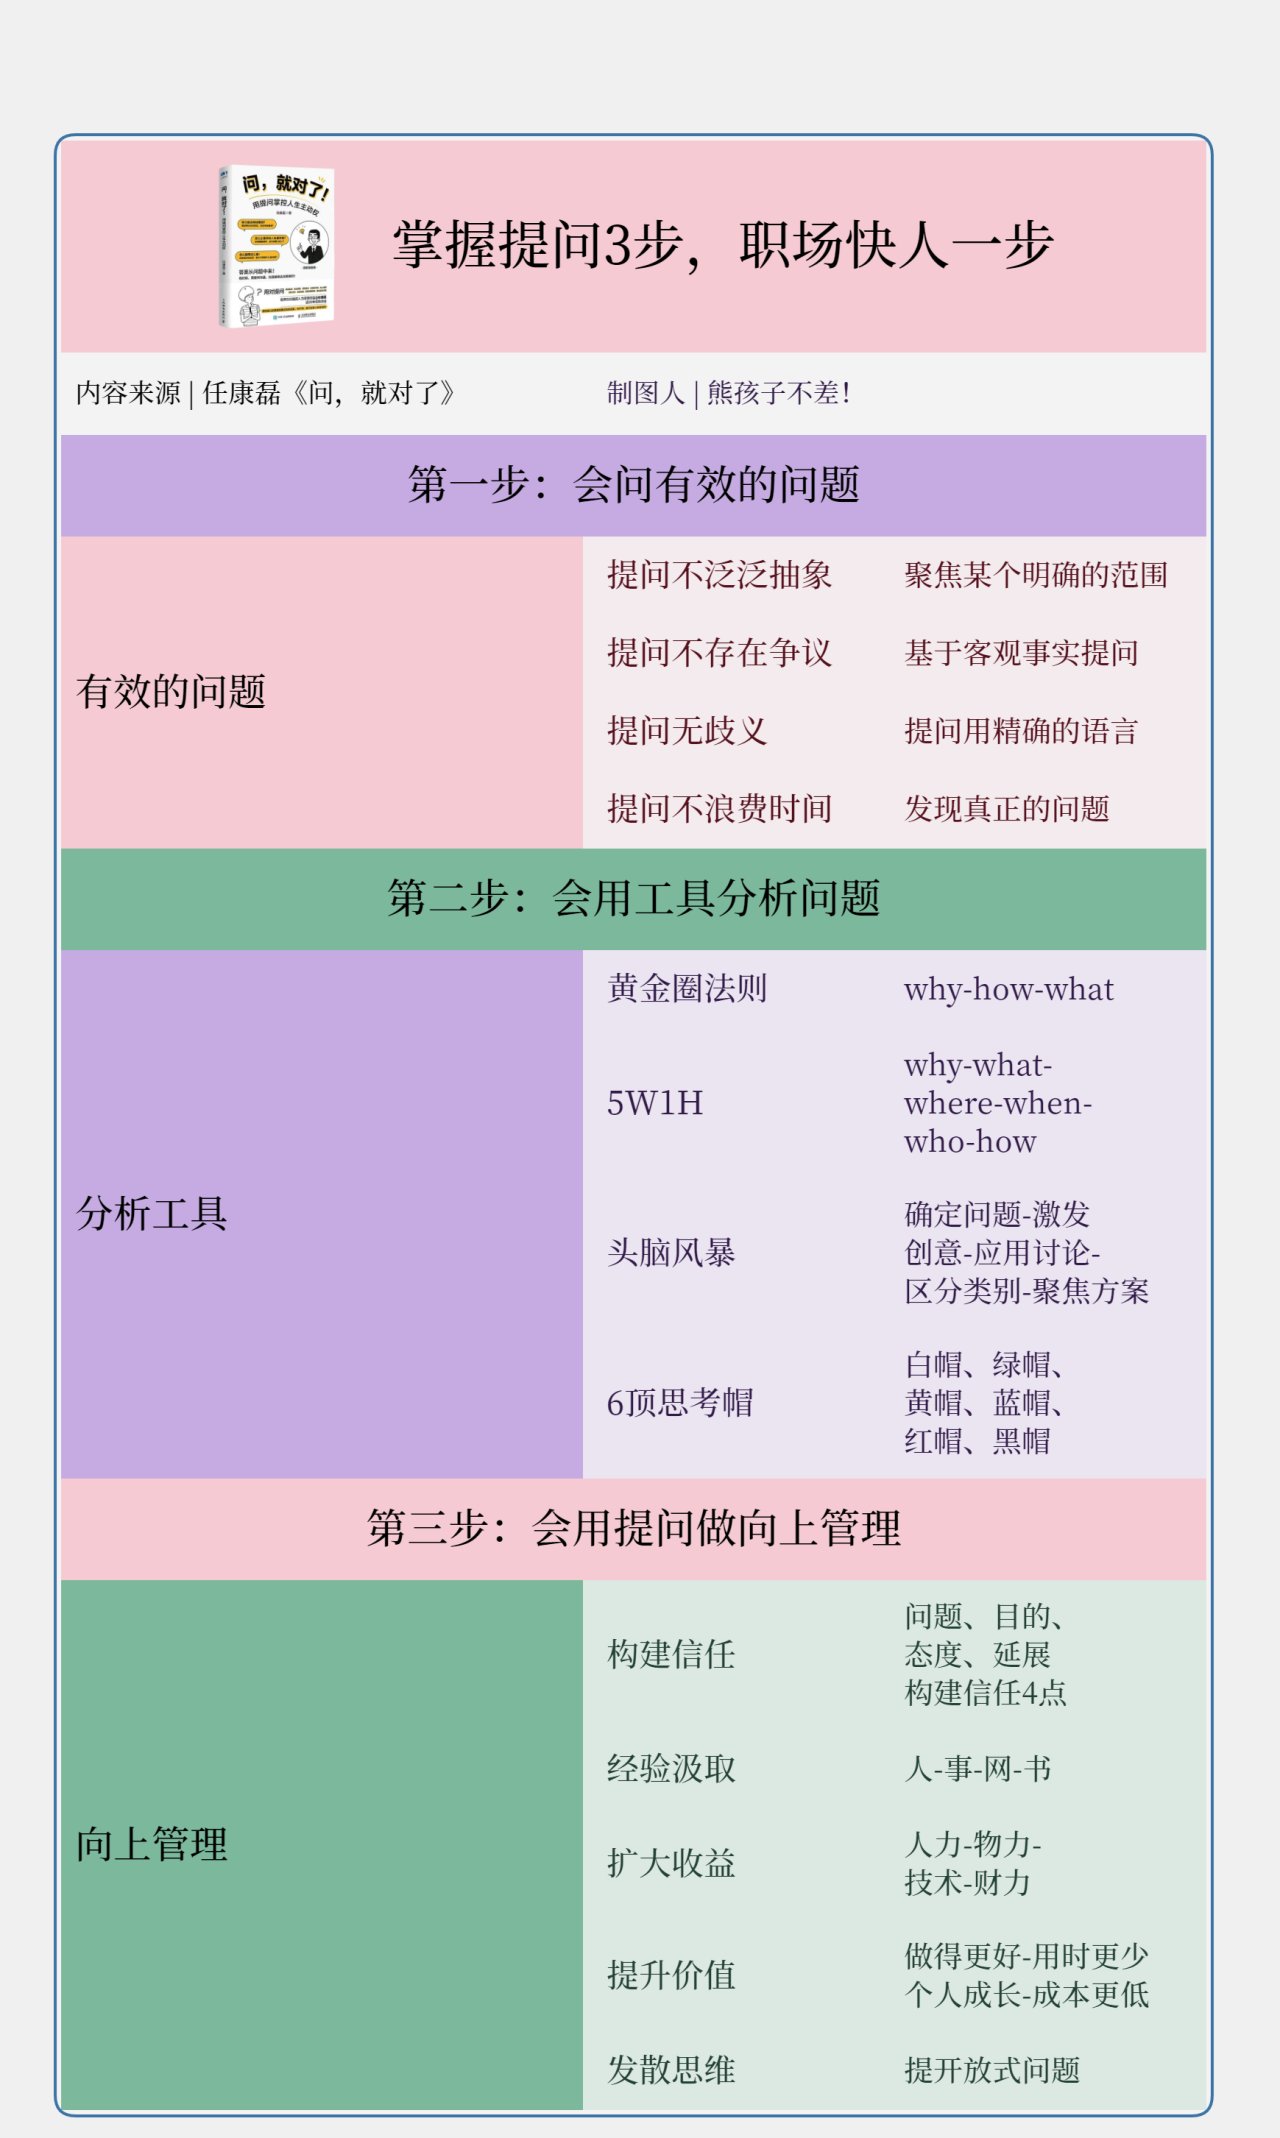 问，就对了！
用提问掌控人生主动权
掌握提问3步，职场快人一步
内容来源 | 任康磊《问，就对了》
制图人 | 熊孩子不差！
第一步：会问有效的问题
有效的问题
提问不泛泛抽象
聚焦某个明确的范围
提问不存在争议
基于客观事实提问
提问无歧义
提问用精确的语言
提问不浪费时间
发现真正的问题
第二步：会用工具分析问题
分析工具
黄金圈法则
why-how-what
5W1H
why-what-
where-when-
who-how
头脑风暴
确定问题-激发
创意-应用讨论-
区分类别-聚焦方案
6顶思考帽
白帽、绿帽、
黄帽、蓝帽、
红帽、黑帽
第三步：会用提问做向上管理
向上管理
构建信任
问题、目的、
态度、延展
构建信任4点
经验汲取
人-事-网-书
扩大收益
人力-物力-
技术-财力
提升价值
做得更好-用时更少
个人成长-成本更低
发散思维
提开放式问题